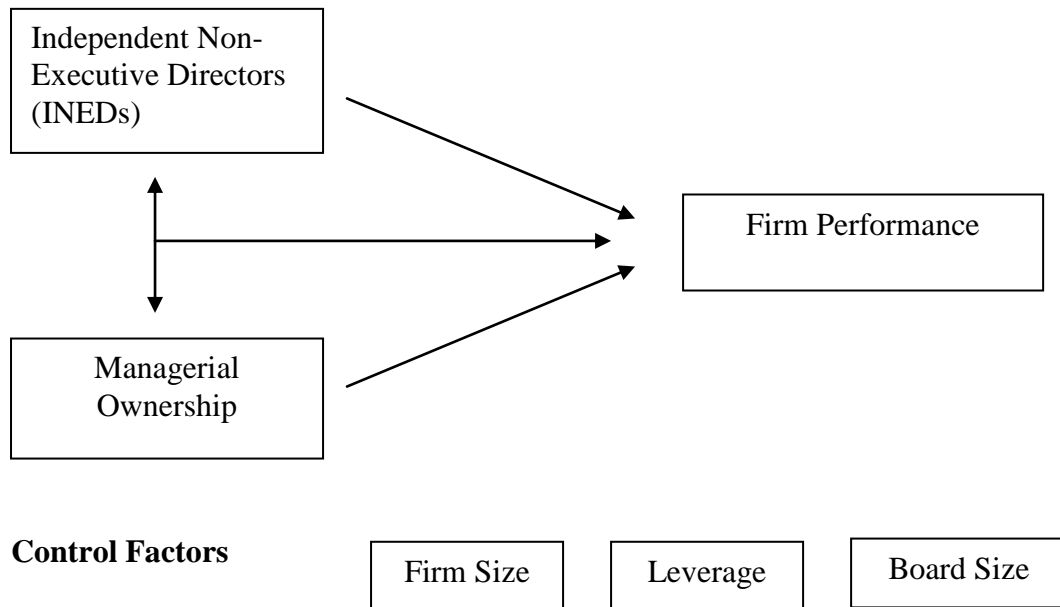 Independent Non-
Executive Directors
(INEDs)
Firm Performance
Managerial
Ownership
Control Factors
Firm Size
Leverage
Board Size